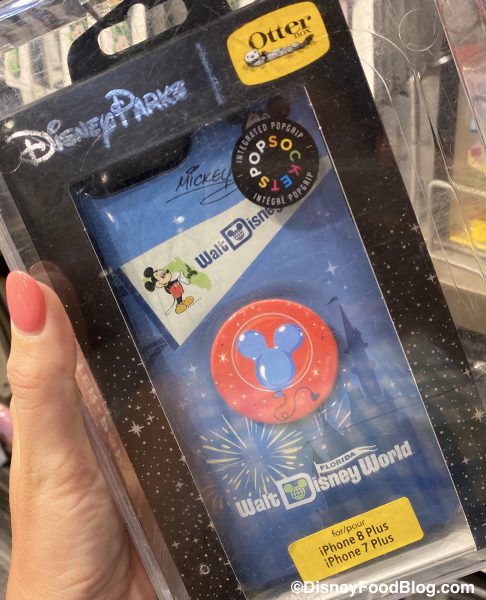 Otter
BOX
Disney Parks
INTEGRATED POPGRIP
POPSOCKETS
INTÉGRÉ POPGRIP
Mickey
Walt Disney
FLORIDA
Walt Disney World
for/pour
iPhone 8 Plus
iPhone 7 Plus
©DisneyFoodBlog.com